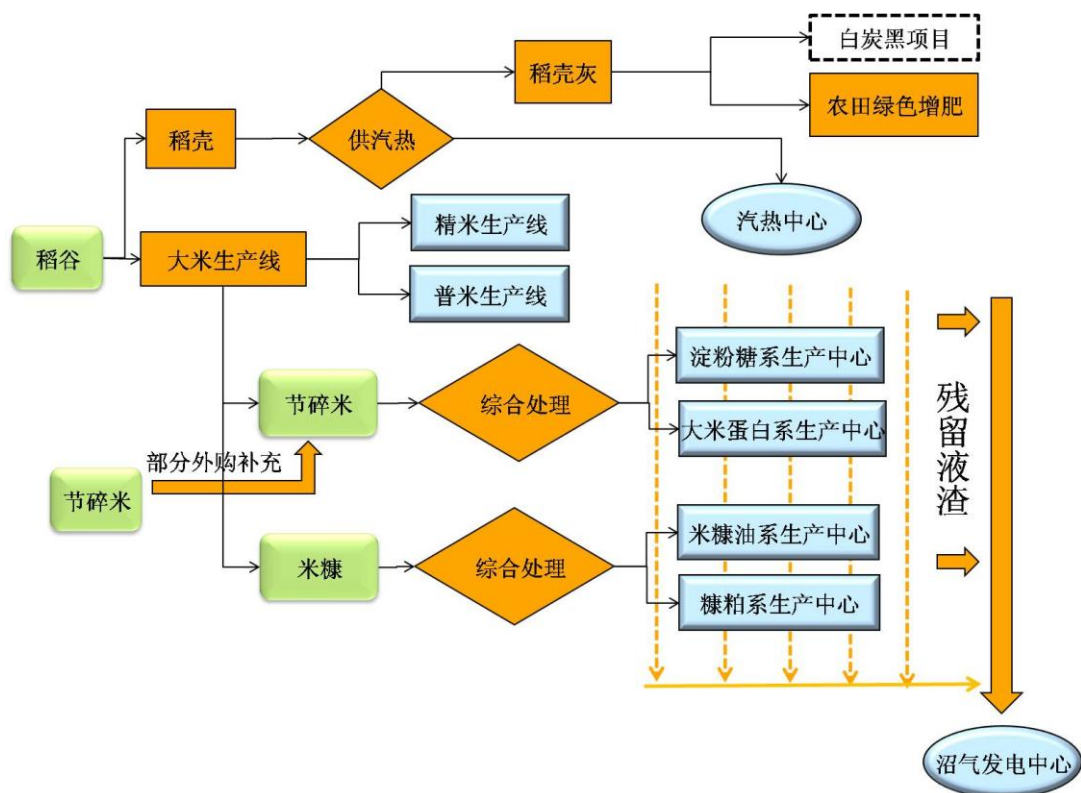 白炭黑项目
稻壳灰
农田绿色增肥
稻壳
供汽热
汽热中心
精米生产线
稻谷
大米生产线
普米生产线
淀粉糖系生产中心
节碎米
综合处理
大米蛋白系生产中心
残留液渣
部分外购补充
节碎米
米糠油系生产中心
米糠
综合处理
糠粕系生产中心
沼气发电中心